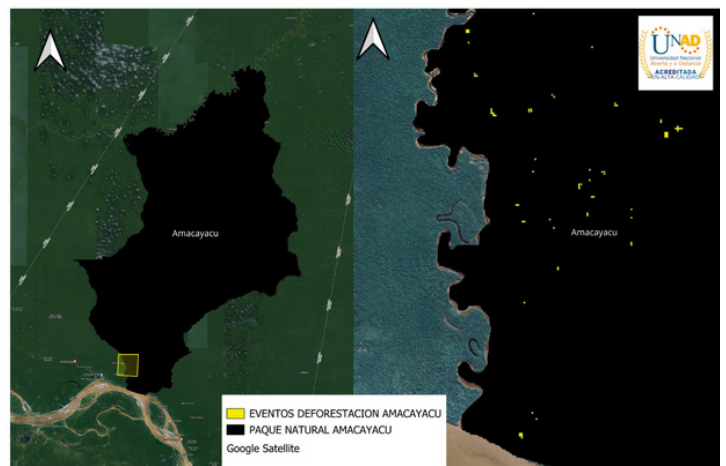 Amacayacu
Amacayacu
UNAD
Universidad Nacional
Abierta y a Distancia
ACREDITADA
EN ALTA CALIDAD
EVENTOS DEFORESTACION AMACAYACU
PAQUE NATURAL AMACAYACU
Google Satellite